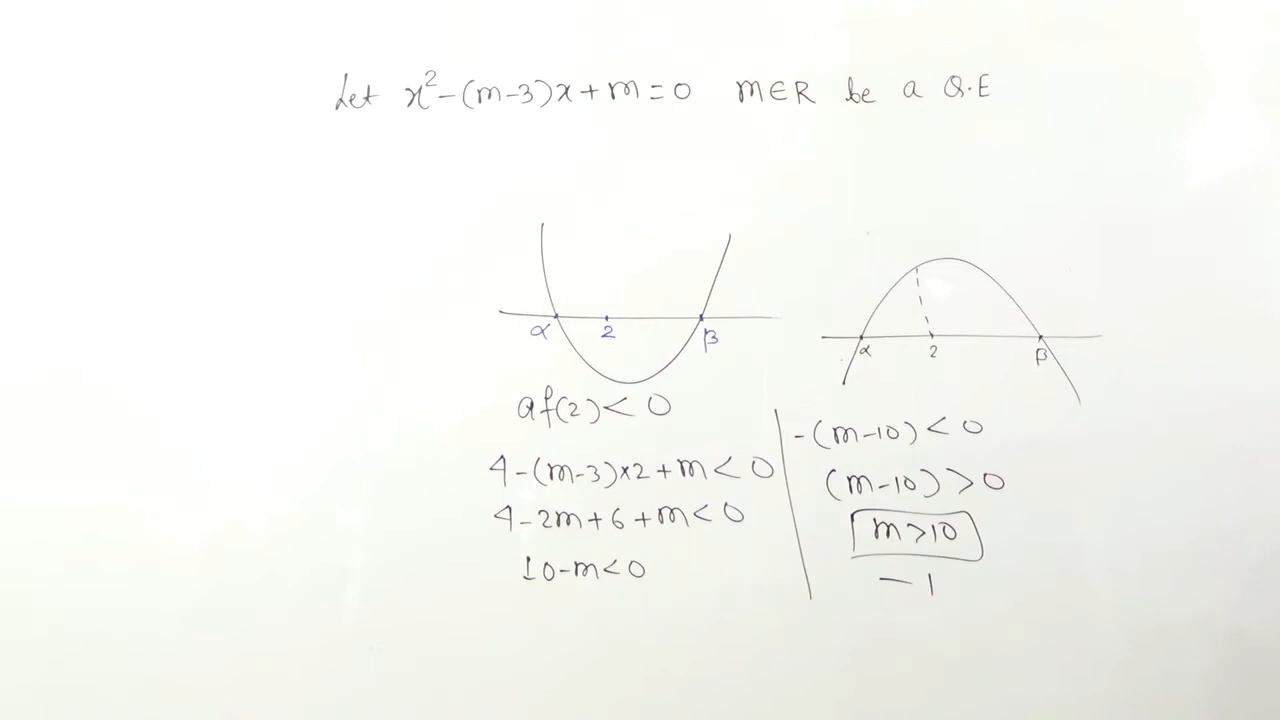 Let x²-(m-3)x+m=0 m∈R be a Q.E
α 2 β
α 2 β
af(2)<0
4-(m-3)×2+m<0
4-2m+6+m<0
10-m<0
-(m-10)<0
(m-10)>0
m>10
—1